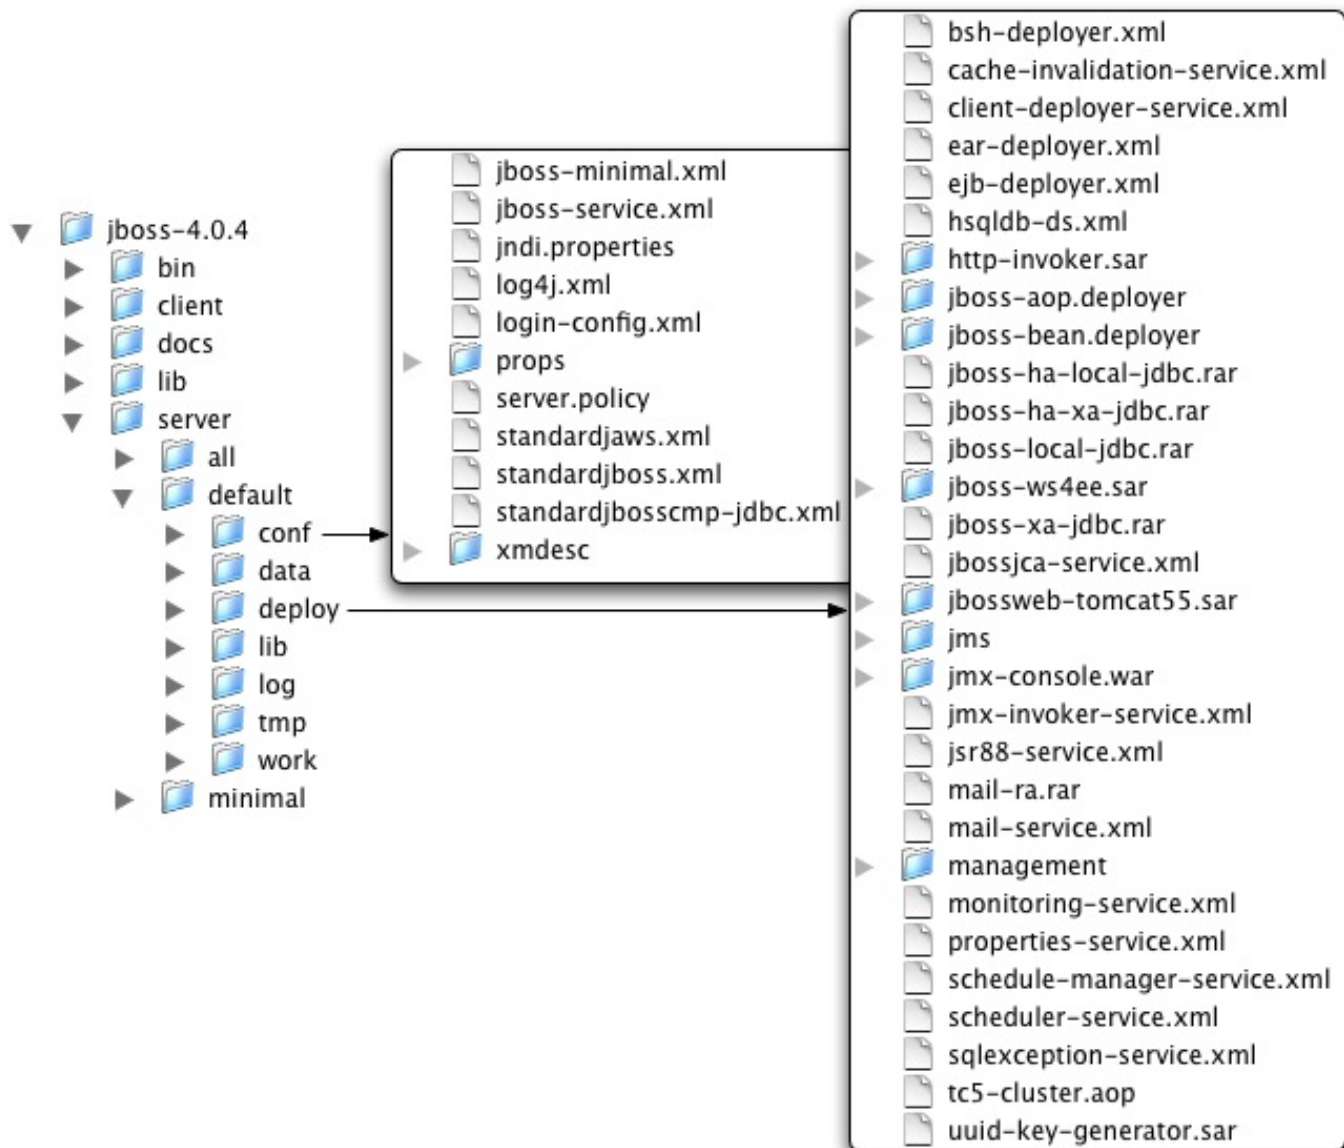 jboss-4.0.4
bin
client
docs
lib
server
all
default
conf
data
deploy
lib
log
tmp
work
minimal
jboss-minimal.xml
jboss-service.xml
jndi.properties
log4j.xml
login-config.xml
props
server.policy
standardjaws.xml
standardjboss.xml
standardjbosscmp-jdbc.xml
xmdesc
bsh-deployer.xml
cache-invalidation-service.xml
client-deployer-service.xml
ear-deployer.xml
ejb-deployer.xml
hsqldb-ds.xml
http-invoker.sar
jboss-aop.deployer
jboss-bean.deployer
jboss-ha-local-jdbc.rar
jboss-ha-xa-jdbc.rar
jboss-local-jdbc.rar
jboss-ws4ee.sar
jboss-xa-jdbc.rar
jbossjca-service.xml
jbossweb-tomcat55.sar
jms
jmx-console.war
jmx-invoker-service.xml
jsr88-service.xml
mail-ra.rar
mail-service.xml
management
monitoring-service.xml
properties-service.xml
schedule-manager-service.xml
scheduler-service.xml
sqlexception-service.xml
tc5-cluster.aop
uuid-key-generator.sar